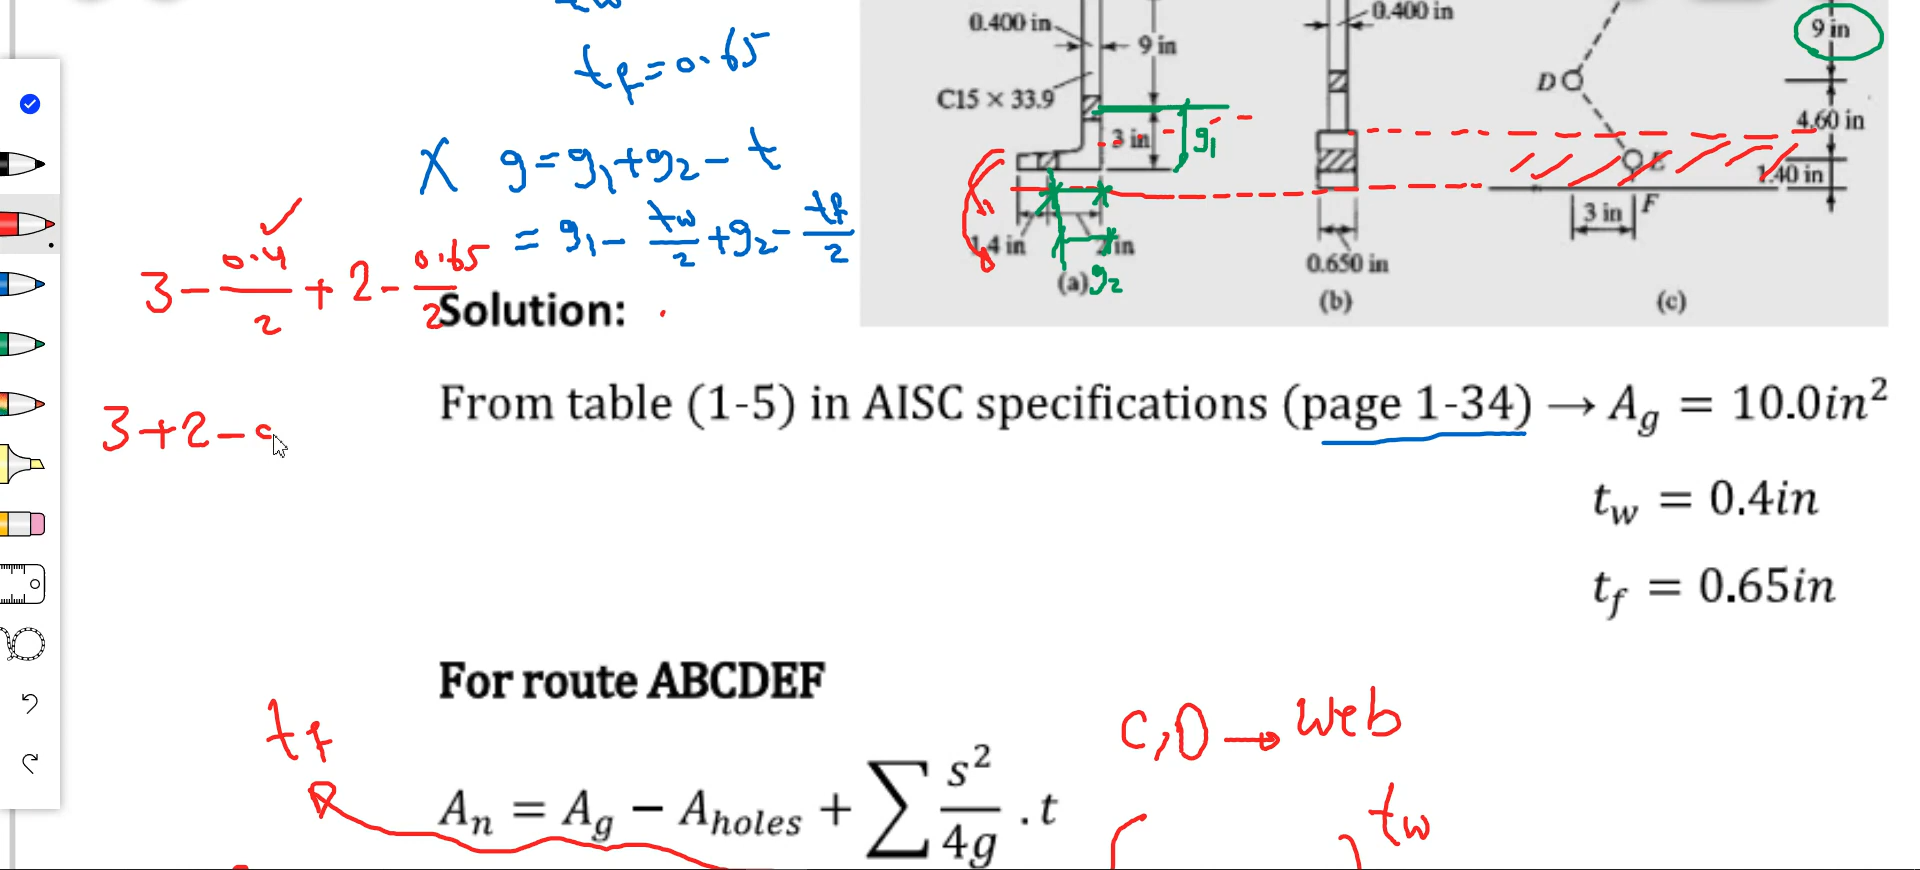 tw
tf = 0.65
X g = g1 + g2 - t
= g1 - tw/2 + g2 - tf/2
3 - 0.4/2 + 2 - 0.65/2
3+2-
0.400 in
9 in
C15 × 33.9
3 in
g1
1.4 in
2 in
(a)
g2
0.400 in
0.650 in
(b)
9 in
D
4.60 in
E
1.40 in
3 in
F
(c)
Solution:
From table (1-5) in AISC specifications (page 1-34) → Ag = 10.0in²
tw = 0.4in
tf = 0.65in
For route ABCDEF
tf
C,D → web
An = Ag − Aholes + ∑ s²/4g .t
tw